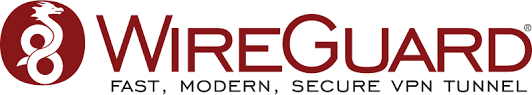 WIREGUARD®
FAST, MODERN, SECURE VPN TUNNEL